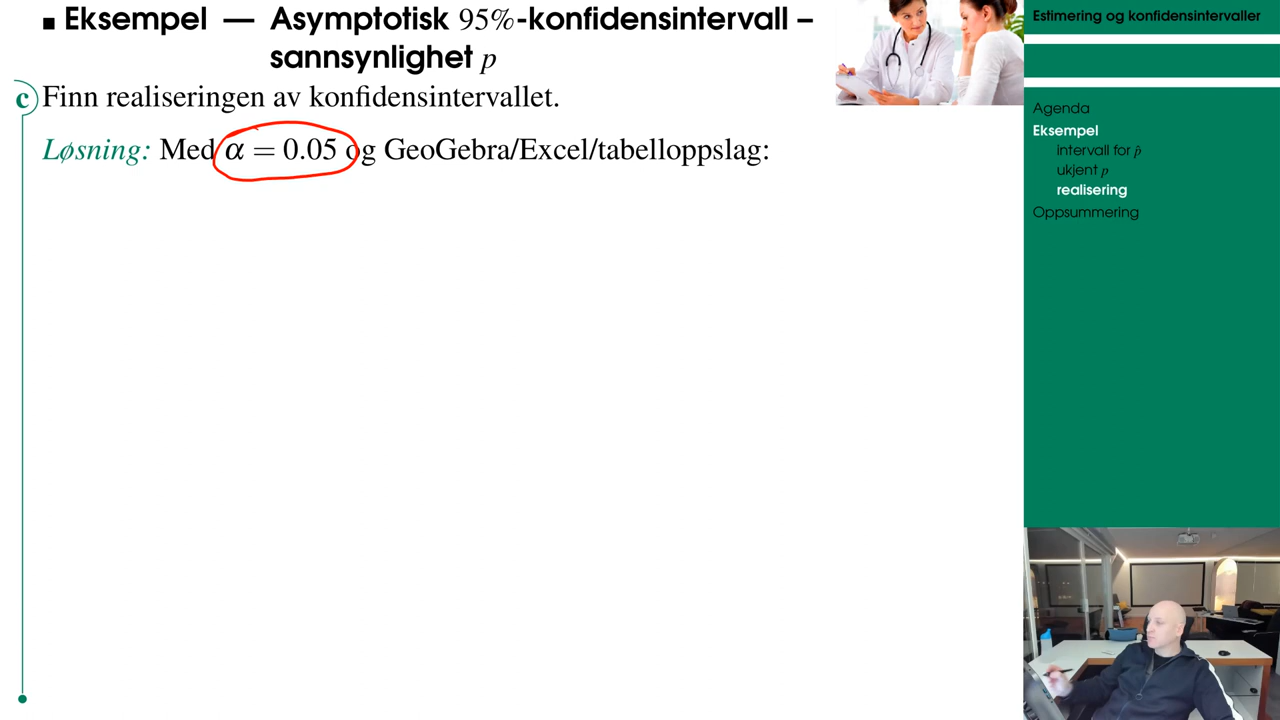 Eksempel — Asymptotisk 95%-konfidensintervall –
sannsynlighet p
c Finn realiseringen av konfidensintervallet.
Løsning: Med α = 0.05 og GeoGebra/Excel/tabelloppslag:
Estimering og konfidensintervaller
Agenda
Eksempel
intervall for p̂
ukjent p
realisering
Oppsummering